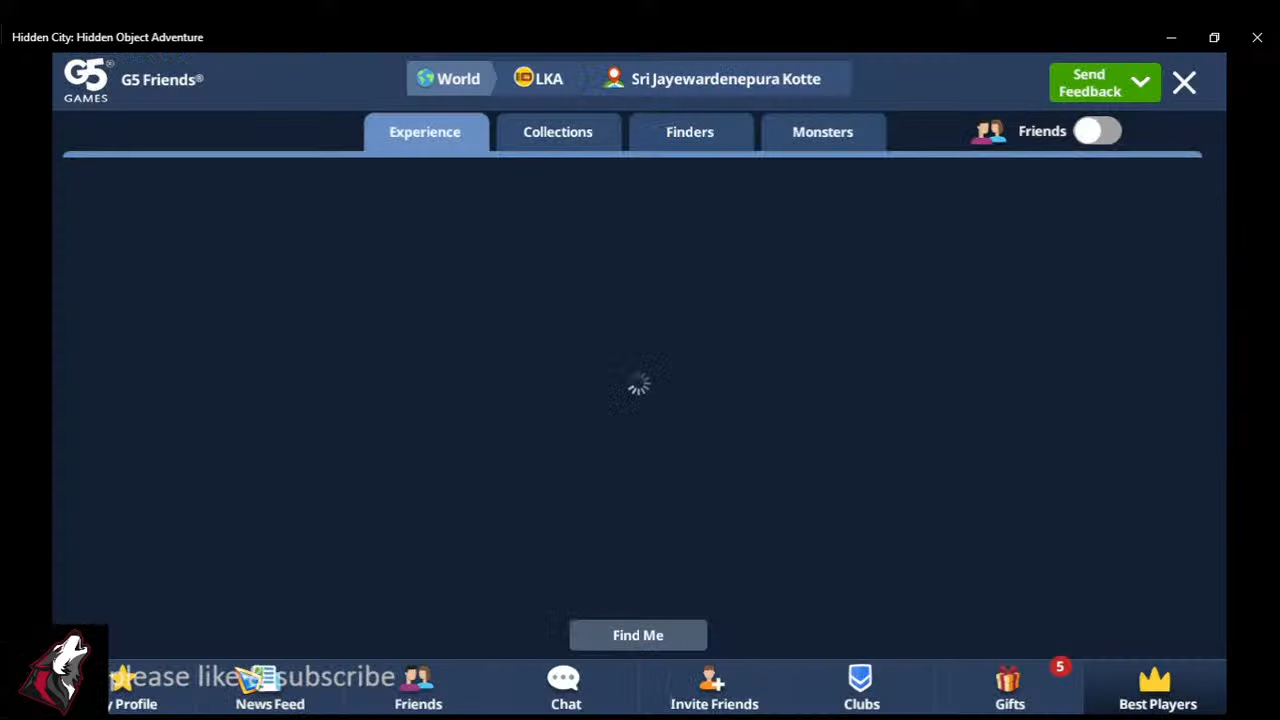 Hidden City: Hidden Object Adventure
G5 GAMES ® G5 Friends® World LKA Sri Jayewardenepura Kotte Send Feedback
Experience Collections Finders Monsters Friends
Find Me
please like & subscribe
Profile News Feed Friends Chat Invite Friends Clubs Gifts 5 Best Players